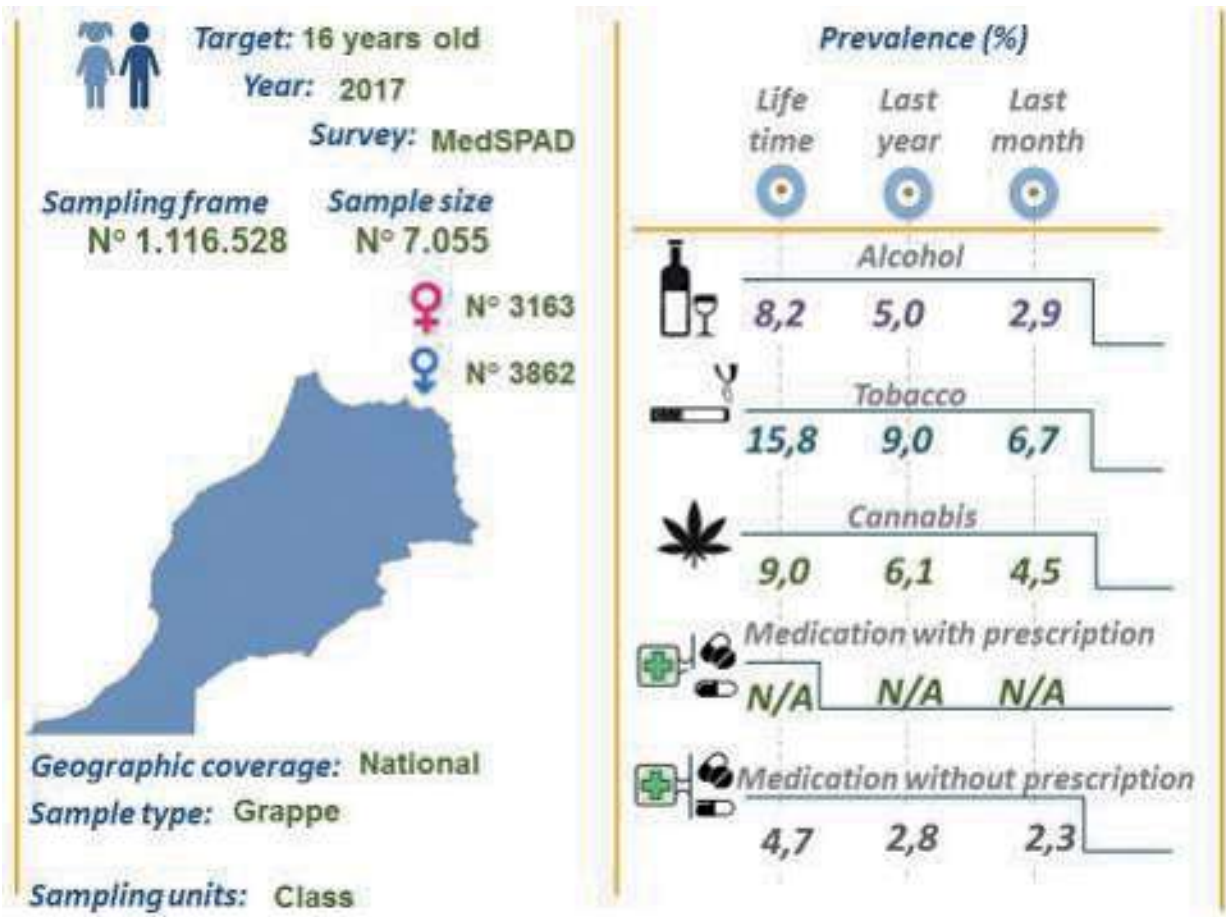 Target: 16 years old
Year: 2017
Survey: MedSPAD
Sampling frame Sample size
N° 1.116.528 N° 7.055
N° 3163
N° 3862
Geographic coverage: National
Sample type: Grappe
Sampling units: Class
Prevalence (%)
Life time Last year Last month
Alcohol
8,2 5,0 2,9
Tobacco
15,8 9,0 6,7
Cannabis
9,0 6,1 4,5
Medication with prescription
N/A N/A N/A
Medication without prescription
4,7 2,8 2,3